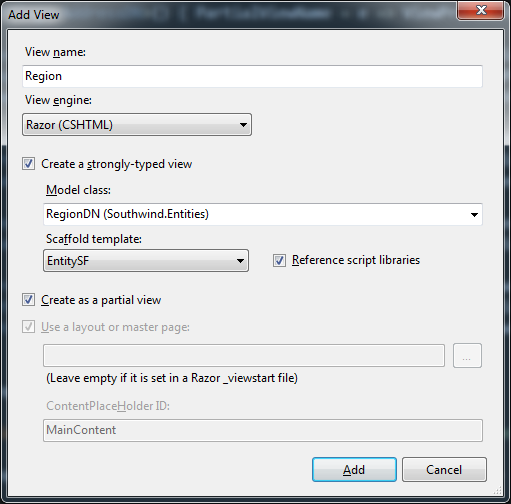 Add View
View name:
Region
View engine:
Razor (CSHTML)
Create a strongly-typed view
Model class:
RegionDN (Southwind.Entities)
Scaffold template:
EntitySF
Reference script libraries
Create as a partial view
Use a layout or master page:
...
(Leave empty if it is set in a Razor _viewstart file)
ContentPlaceHolder ID:
MainContent
Add
Cancel